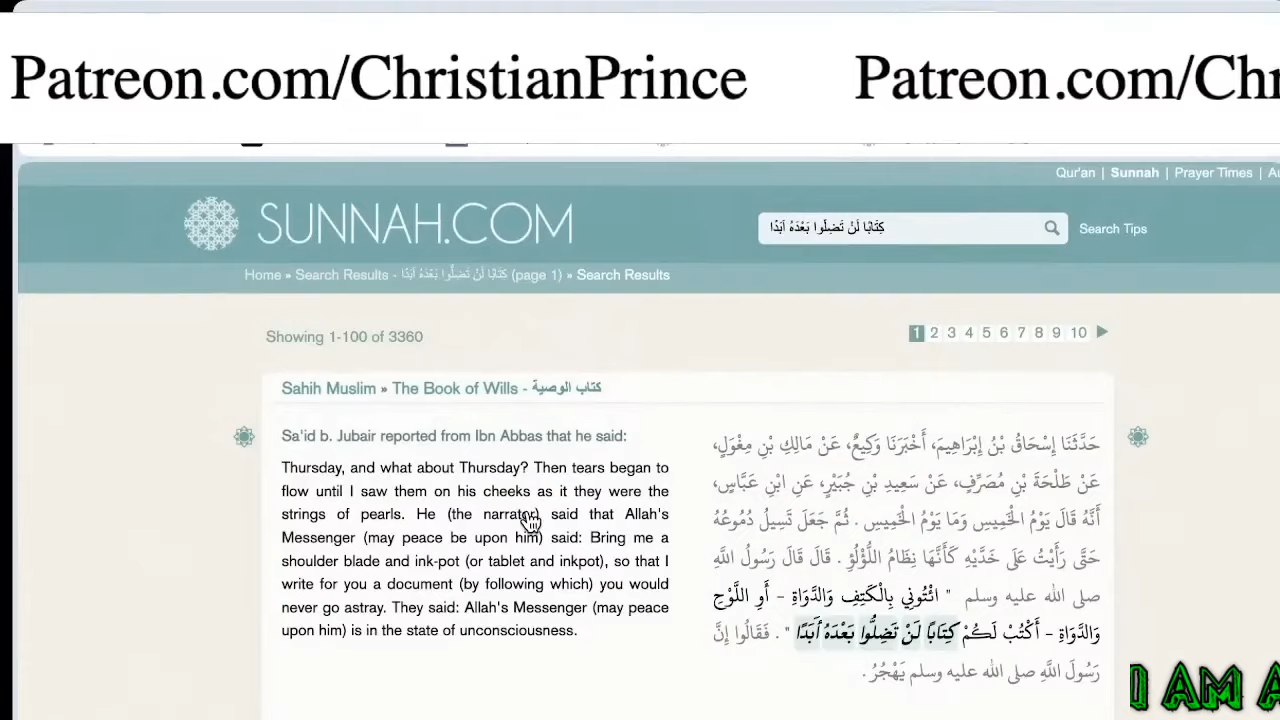 Patreon.com/ChristianPrince Patreon.com/Chr
Qur'an | Sunnah | Prayer Times | Au
SUNNAH.COM
كِتَابًا لَنْ تَضِلُّوا بَعْدَهُ أَبَدًا
Search Tips
Home » Search Results - كِتَابًا لَنْ تَضِلُّوا بَعْدَهُ أَبَدًا (page 1) » Search Results
Showing 1-100 of 3360
1 2 3 4 5 6 7 8 9 10
Sahih Muslim » The Book of Wills - كتاب الوصية
Sa'id b. Jubair reported from Ibn Abbas that he said:
Thursday, and what about Thursday? Then tears began to
flow until I saw them on his cheeks as it they were the
strings of pearls. He (the narrator) said that Allah's
Messenger (may peace be upon him) said: Bring me a
shoulder blade and ink-pot (or tablet and inkpot), so that I
write for you a document (by following which) you would
never go astray. They said: Allah's Messenger (may peace
upon him) is in the state of unconsciousness.
حَدَّثَنَا إِسْحَاقُ بْنُ إِبْرَاهِيمَ، أَخْبَرَنَا وَكِيعٌ، عَنْ مَالِكِ بْنِ مِغْوَلٍ،
عَنْ طَلْحَةَ بْنِ مُصَرِّفٍ، عَنْ سَعِيدِ بْنِ جُبَيْرٍ، عَنِ ابْنِ عَبَّاسٍ،
أَنَّهُ قَالَ يَوْمُ الْخَمِيسِ وَمَا يَوْمُ الْخَمِيسِ . ثُمَّ جَعَلَ تَسِيلُ دُمُوعُهُ
حَتَّى رَأَيْتُ عَلَى خَدَّيْهِ كَأَنَّهَا نِظَامُ اللُّؤْلُؤِ . قَالَ قَالَ رَسُولُ اللَّهِ
صلى الله عليه وسلم " ائْتُونِي بِالْكَتِفِ وَالدَّوَاةِ - أَوِ اللَّوْحِ
وَالدَّوَاةِ - أَكْتُبْ لَكُمْ كِتَابًا لَنْ تَضِلُّوا بَعْدَهُ أَبَدًا " . فَقَالُوا إِنَّ
رَسُولَ اللَّهِ صلى الله عليه وسلم يَهْجُرُ .
I AM A